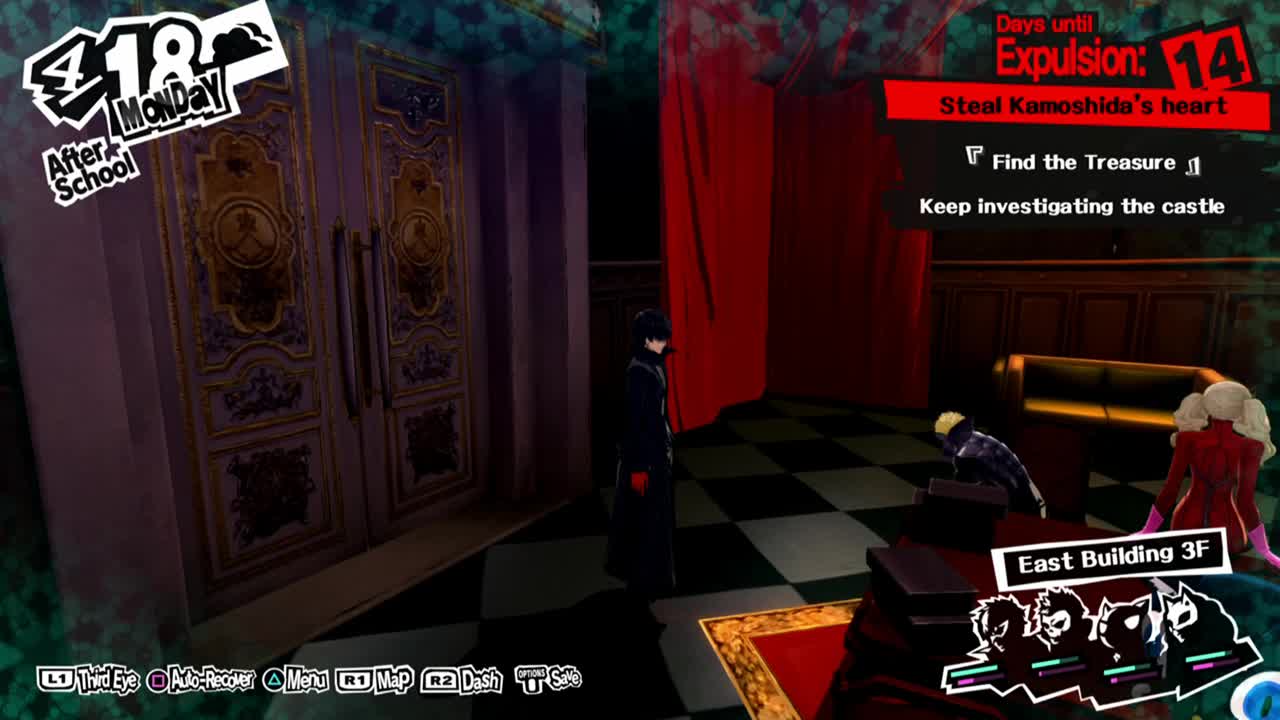 4/18
Monday
After
School
Days until
Expulsion: 14
Steal Kamoshida's heart
『Find the Treasure』
Keep investigating the castle
East Building 3F
L1 Third Eye Auto-Recover Menu R1 Map R2 Dash OPTIONS Save